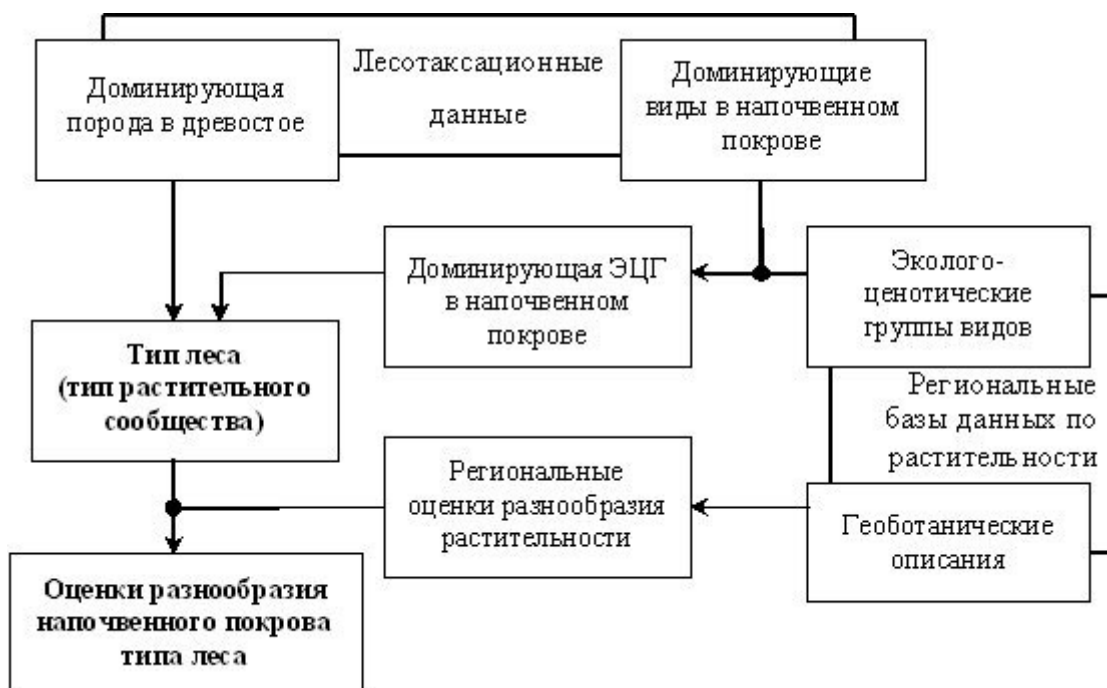 Доминирующая
порода в древостое
Лесотаксационные
данные
Доминирующие
виды в напочвенном
покрове
Доминирующая ЭЦГ
в напочвенном
покрове
Эколого-
ценотические
группы видов
Тип леса
(тип растительного
сообщества)
Региональные
базы данных по
растительности
Региональные
оценки разнообразия
растительности
Геоботанические
описания
Оценки разнообразия
напочвенного покрова
типа леса